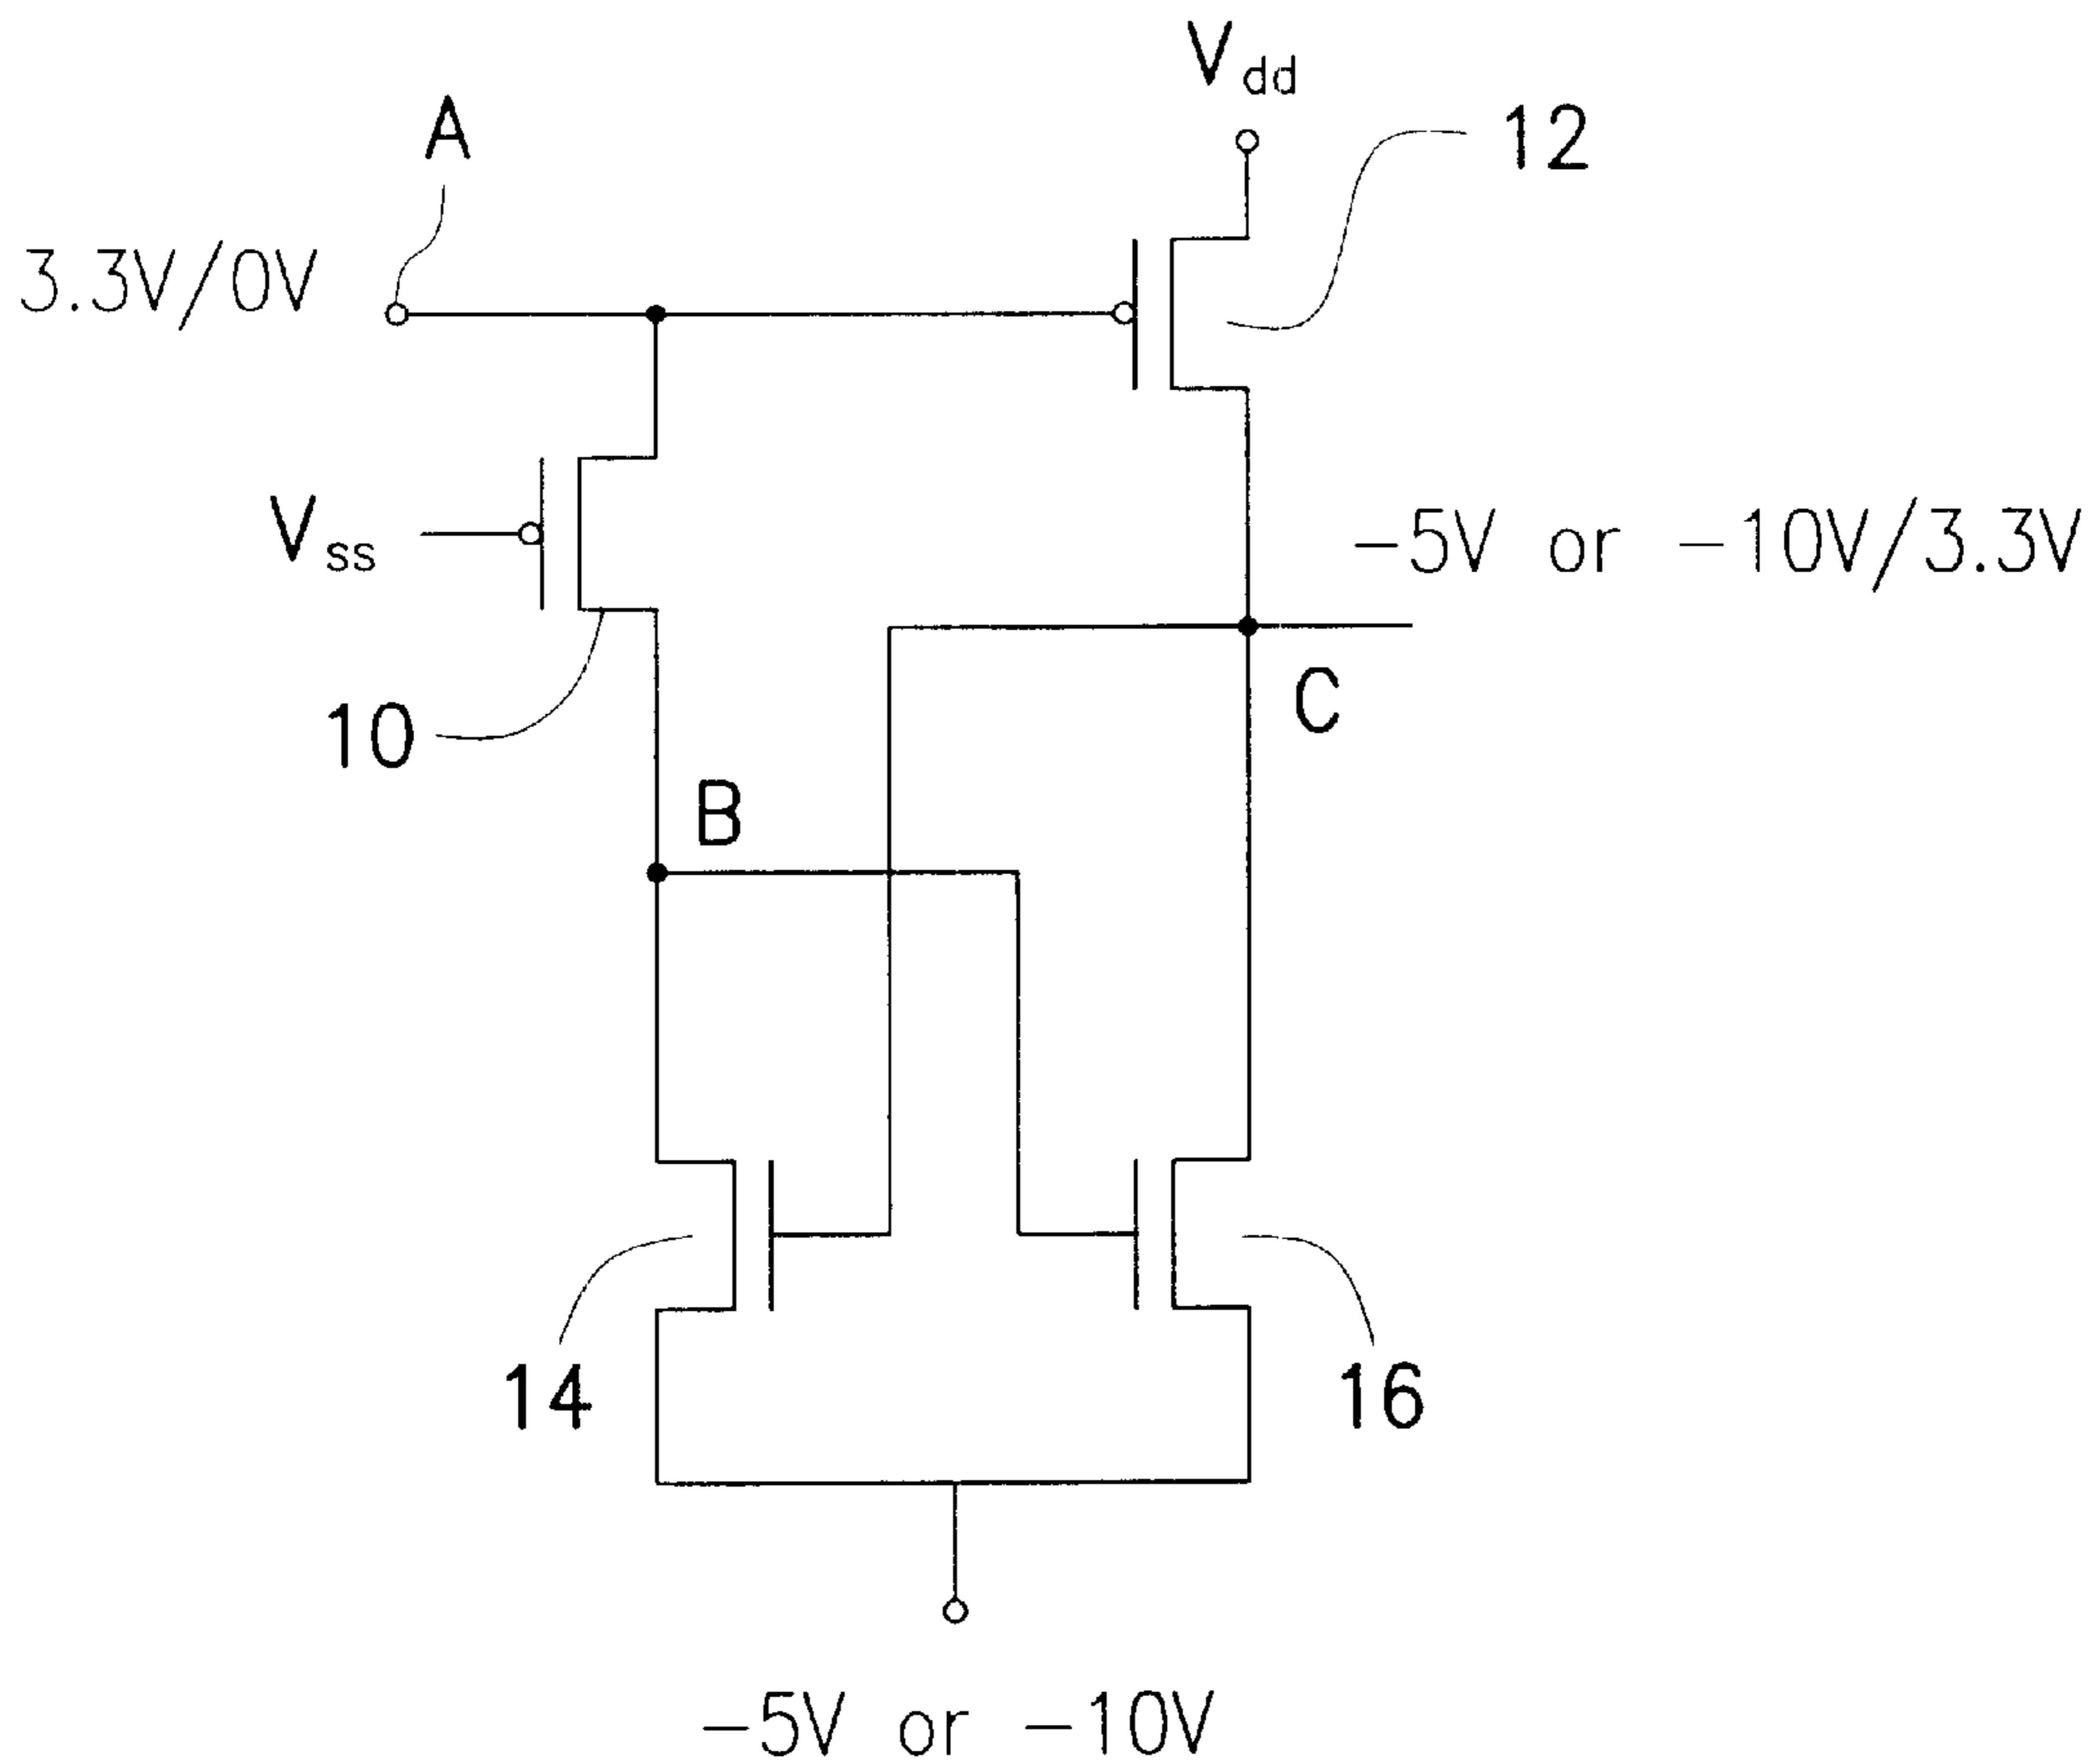 Vdd
12
A
3.3V/0V
Vss
-5V or -10V/3.3V
C
10
B
14
16
-5V or -10V